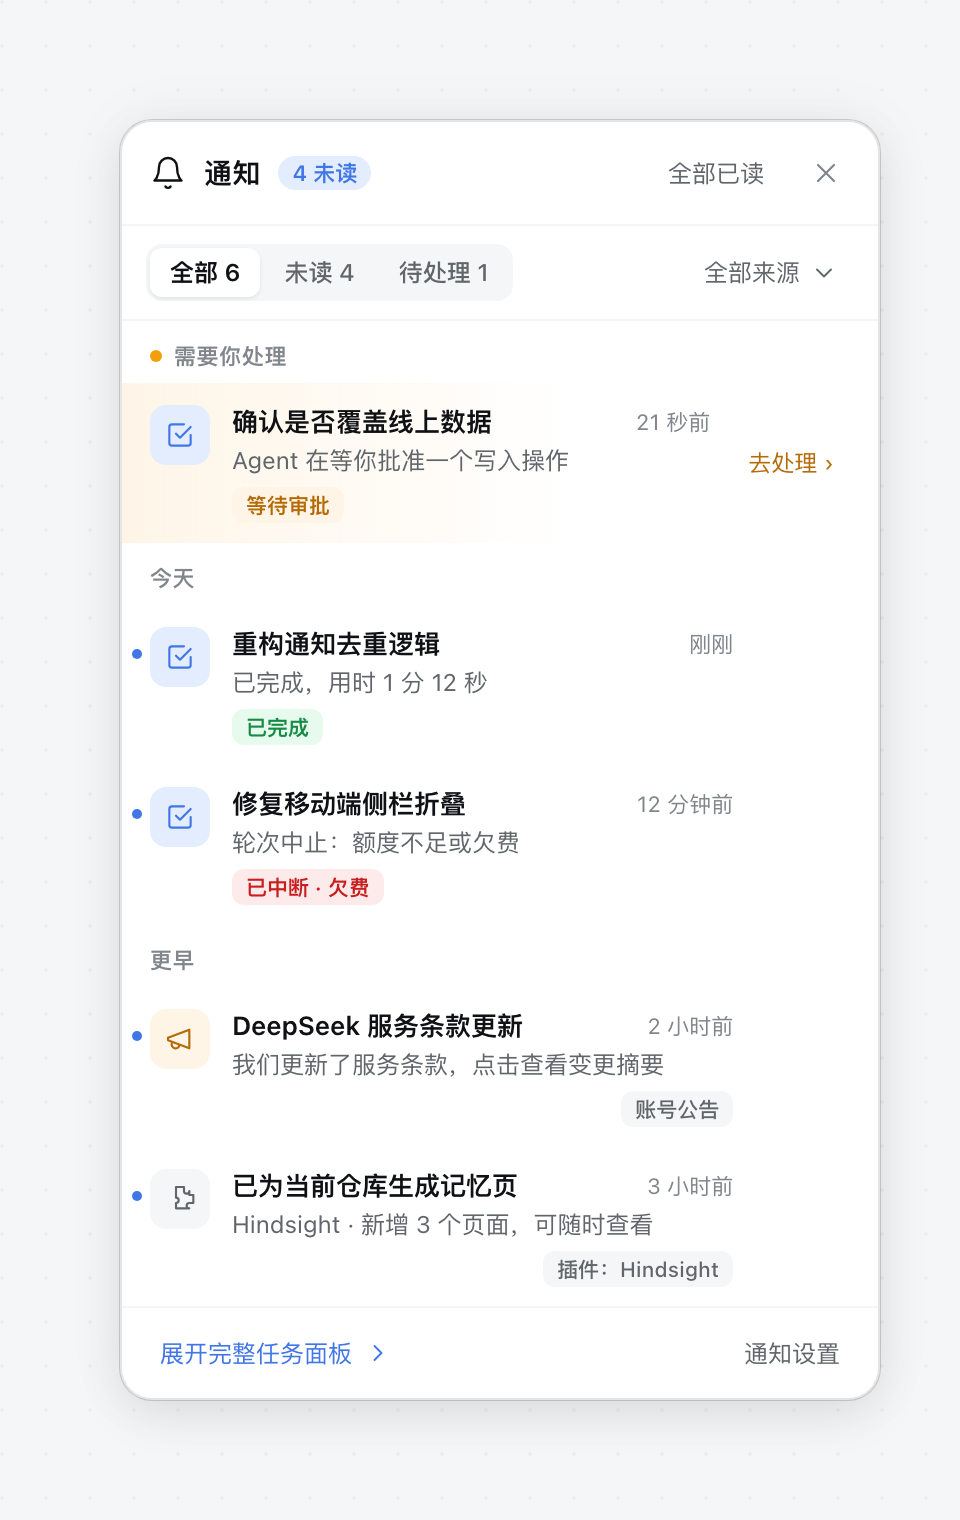 通知 4 未读 全部已读
全部 6 未读 4 待处理 1 全部来源
需要你处理
确认是否覆盖线上数据 21 秒前
Agent 在等你批准一个写入操作 去处理 ›
等待审批
今天
重构通知去重逻辑 刚刚
已完成，用时 1 分 12 秒
已完成
修复移动端侧栏折叠 12 分钟前
轮次中止：额度不足或欠费
已中断 · 欠费
更早
DeepSeek 服务条款更新 2 小时前
我们更新了服务条款，点击查看变更摘要
账号公告
已为当前仓库生成记忆页 3 小时前
Hindsight · 新增 3 个页面，可随时查看
插件：Hindsight
展开完整任务面板 通知设置